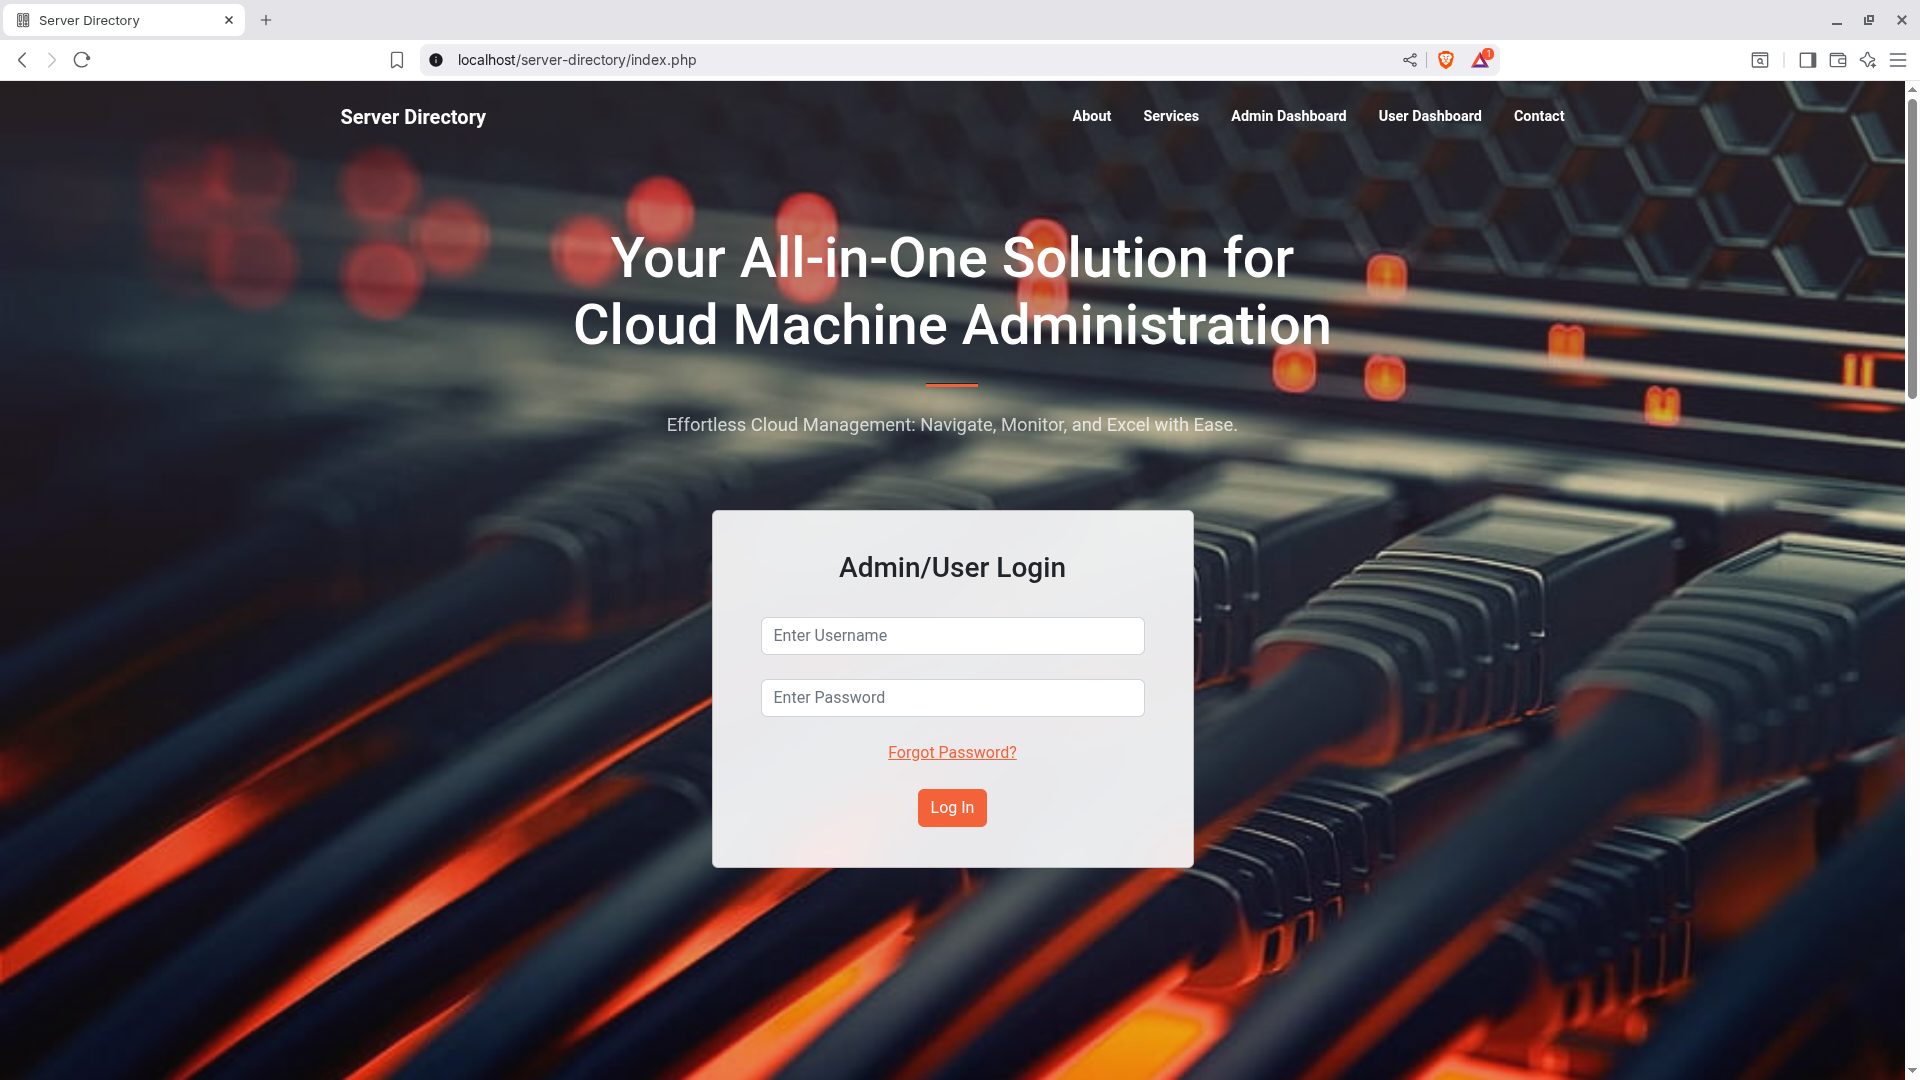 Server Directory
localhost/server-directory/index.php
1
Server Directory
About Services Admin Dashboard User Dashboard Contact
Your All-in-One Solution for
Cloud Machine Administration
Effortless Cloud Management: Navigate, Monitor, and Excel with Ease.
Admin/User Login
Enter Username
Enter Password
Forgot Password?
Log In